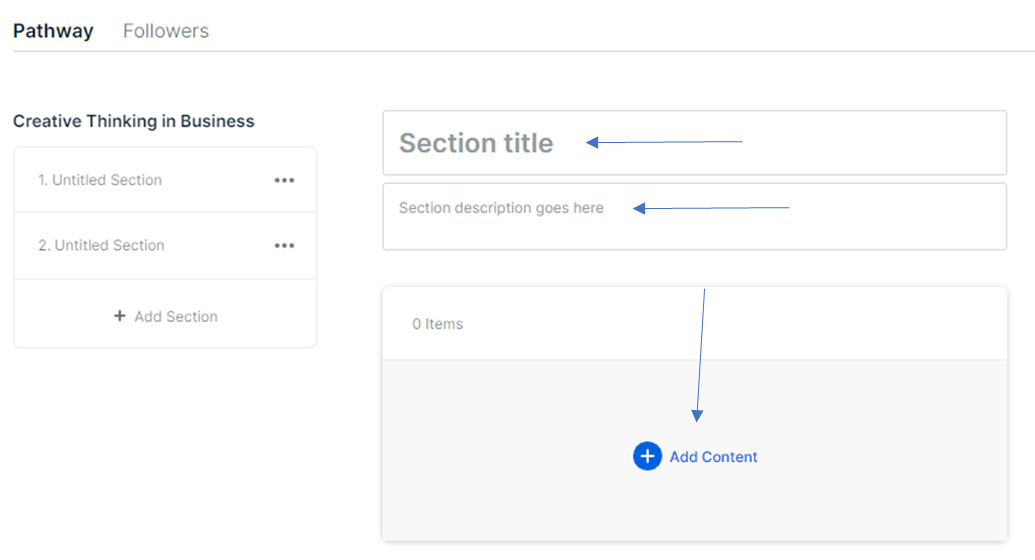 Pathway Followers
Creative Thinking in Business
1. Untitled Section
2. Untitled Section
+ Add Section
Section title
Section description goes here
0 Items
+ Add Content